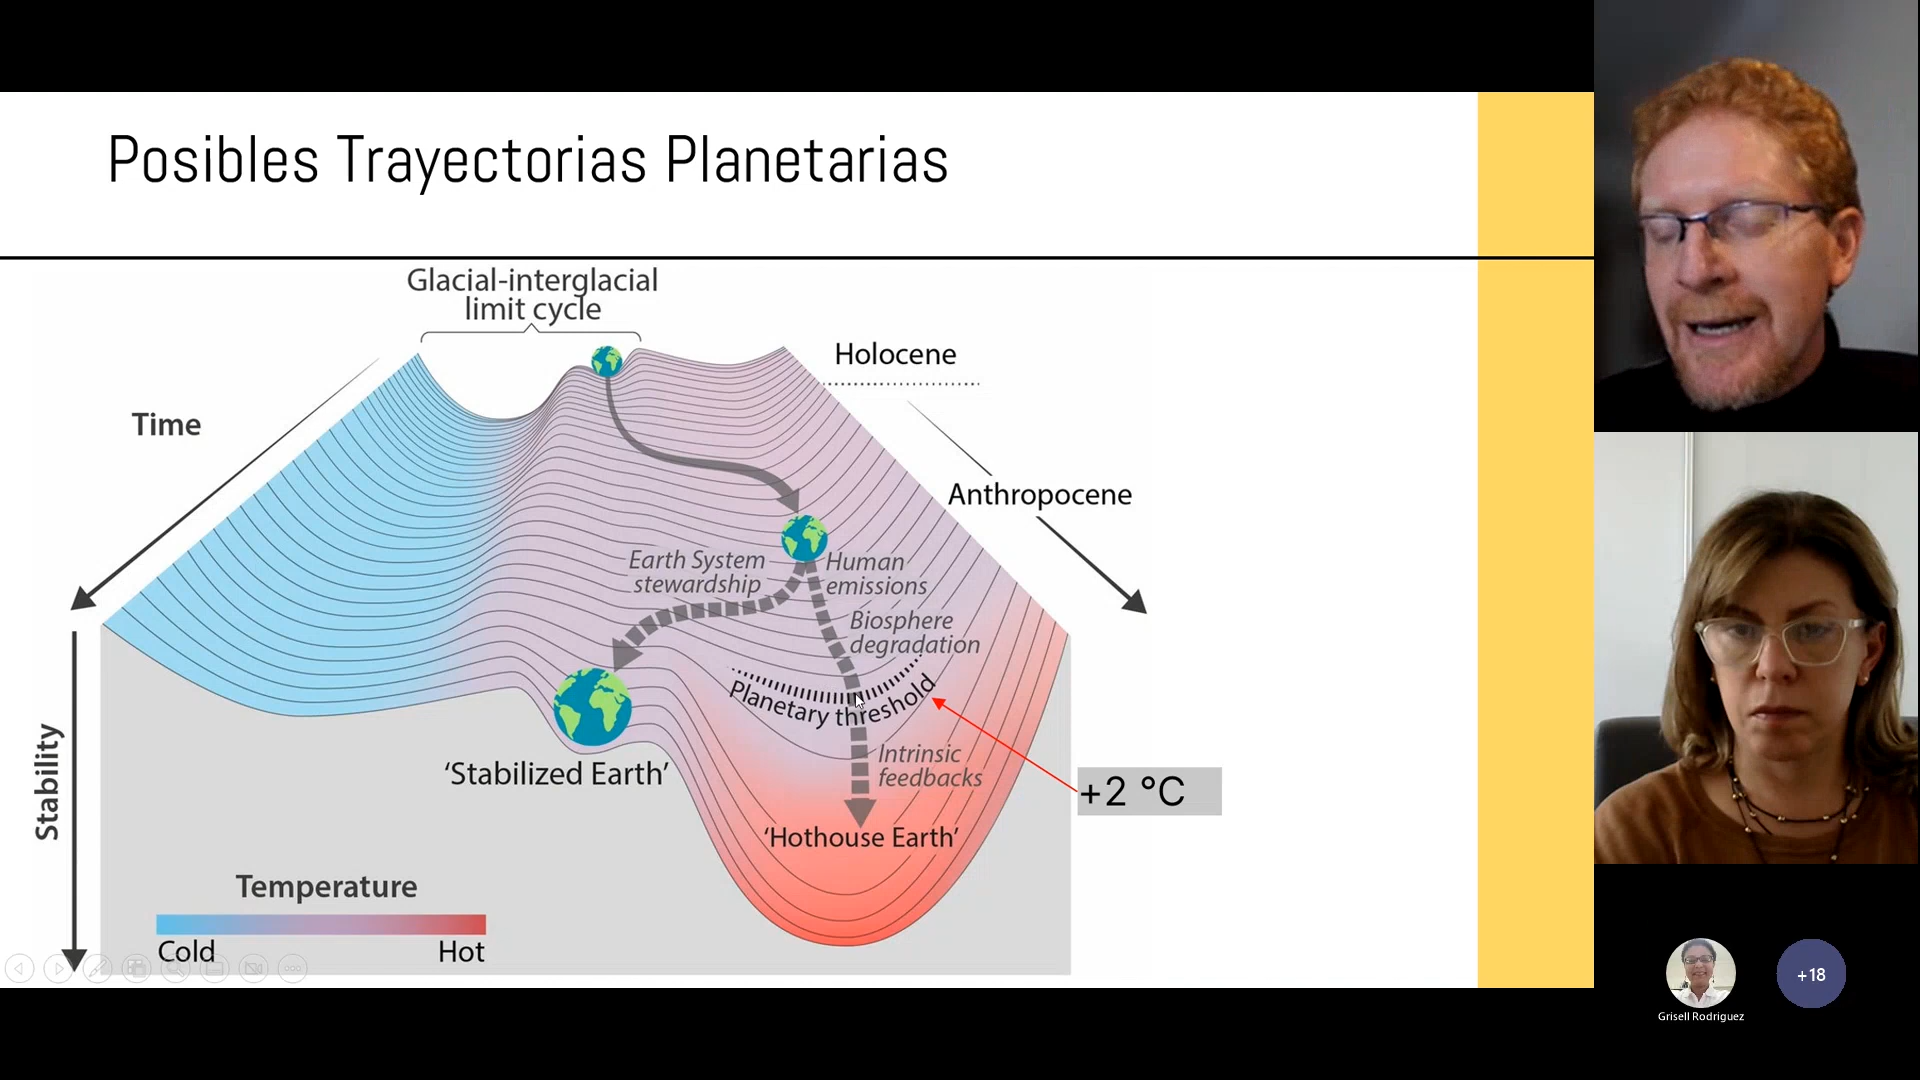 Posibles Trayectorias Planetarias
Glacial-interglacial
limit cycle
Holocene
Time
Anthropocene
Earth System
stewardship
Human
emissions
Biosphere
degradation
Planetary threshold
Stability
'Stabilized Earth'
Intrinsic
feedbacks
+2 °C
'Hothouse Earth'
Temperature
Cold
Hot
+18
Grisell Rodriguez